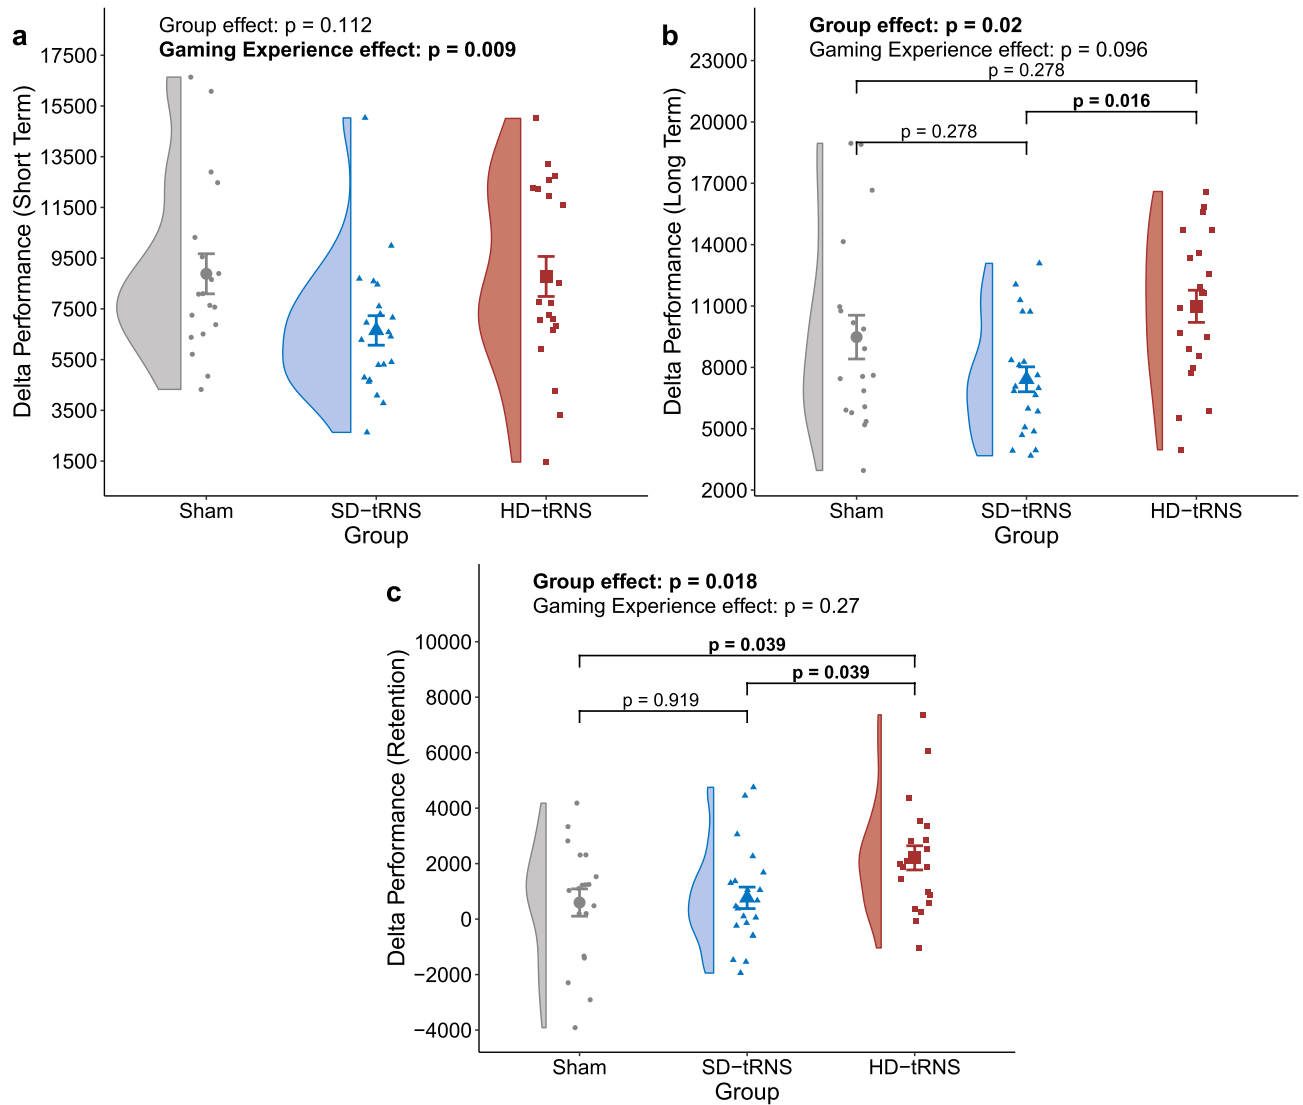 a
Group effect: p = 0.112
Gaming Experience effect: p = 0.009
Delta Performance (Short Term)
17500
15500
13500
11500
9500
7500
5500
3500
1500
Sham
SD−tRNS
HD−tRNS
Group
b
Group effect: p = 0.02
Gaming Experience effect: p = 0.096
p = 0.278
p = 0.016
p = 0.278
Delta Performance (Long Term)
23000
20000
17000
14000
11000
8000
5000
2000
Sham
SD−tRNS
HD−tRNS
Group
c
Group effect: p = 0.018
Gaming Experience effect: p = 0.27
p = 0.039
p = 0.039
p = 0.919
Delta Performance (Retention)
10000
8000
6000
4000
2000
0
−2000
−4000
Sham
SD−tRNS
HD−tRNS
Group